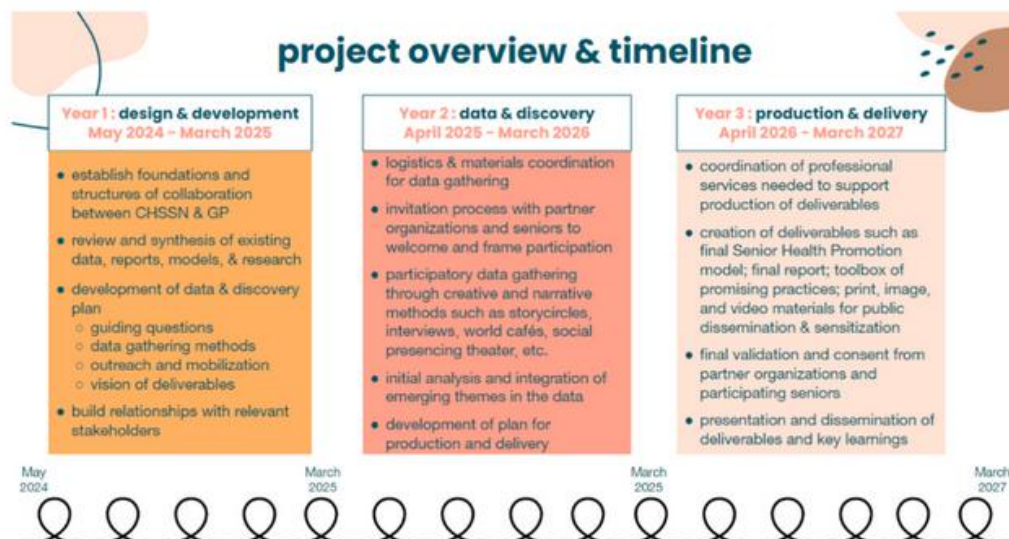 project overview & timeline
Year 1 : design & development
May 2024 - March 2025
• establish foundations and
structures of collaboration
between CHSSN & GP
• review and synthesis of existing
data, reports, models, & research
• development of data & discovery
plan
○ guiding questions
○ data gathering methods
○ outreach and mobilization
○ vision of deliverables
• build relationships with relevant
stakeholders
Year 2 : data & discovery
April 2025 - March 2026
• logistics & materials coordination
for data gathering
• invitation process with partner
organizations and seniors to
welcome and frame participation
• participatory data gathering
through creative and narrative
methods such as storycircles,
interviews, world cafés, social
presencing theater, etc.
• initial analysis and integration of
emerging themes in the data
• development of plan for
production and delivery
Year 3 : production & delivery
April 2026 - March 2027
• coordination of professional
services needed to support
production of deliverables
• creation of deliverables such as
final Senior Health Promotion
model; final report; toolbox of
promising practices; print, image,
and video materials for public
dissemination & sensitization
• final validation and consent from
partner organizations and
participating seniors
• presentation and dissemination of
deliverables and key learnings
May
2024
March
2025
March
2025
March
2027